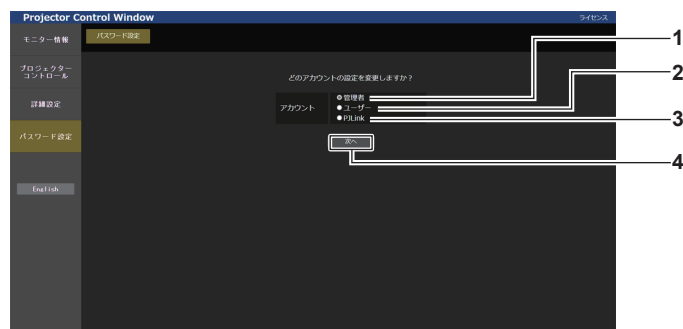 Projector Control Window
ライセンス
モニター情報
パスワード設定
1
プロジェクター
コントロール
どのアカウントの設定を変更しますか？
2
詳細設定
アカウント
管理者
ユーザー
PJLink
3
パスワード設定
次へ
4
English